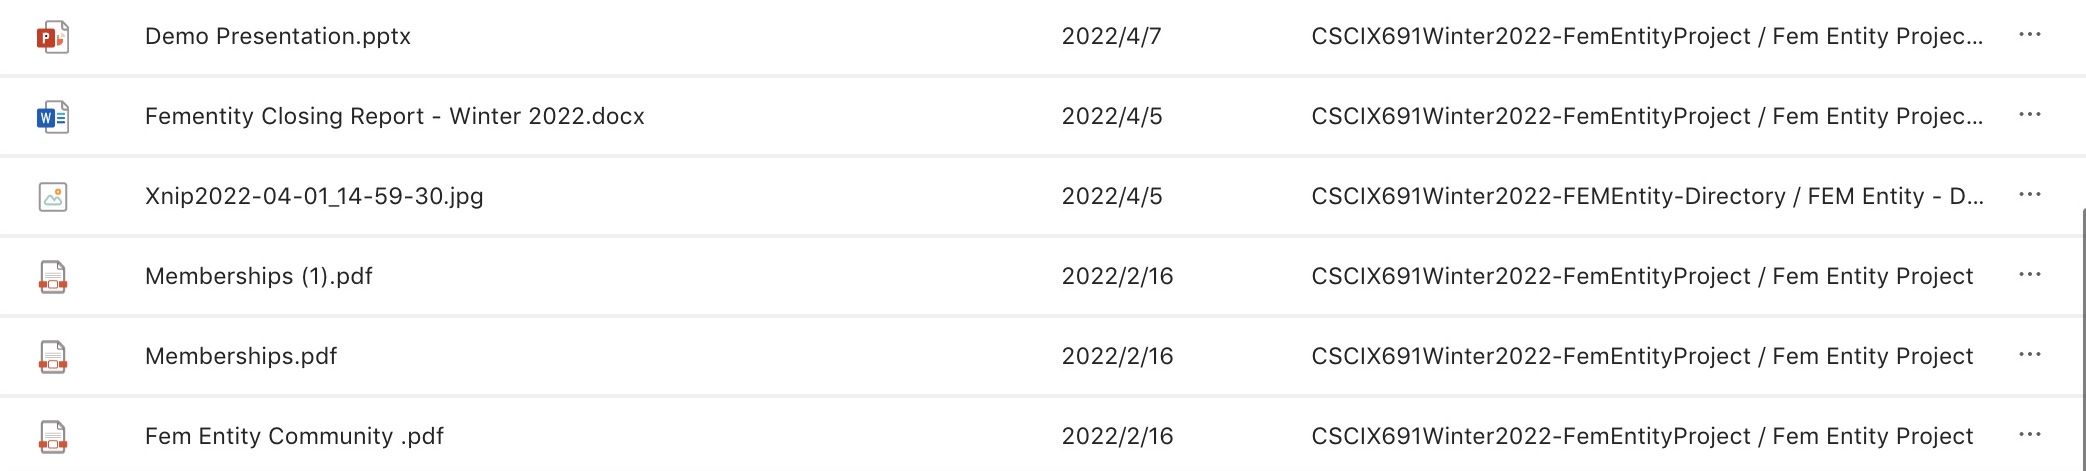 Demo Presentation.pptx 2022/4/7 CSCIX691Winter2022-FemEntityProject / Fem Entity Projec... ...
Fementity Closing Report - Winter 2022.docx 2022/4/5 CSCIX691Winter2022-FemEntityProject / Fem Entity Projec... ...
Xnip2022-04-01_14-59-30.jpg 2022/4/5 CSCIX691Winter2022-FEMEntity-Directory / FEM Entity - D... ...
Memberships (1).pdf 2022/2/16 CSCIX691Winter2022-FemEntityProject / Fem Entity Project ...
Memberships.pdf 2022/2/16 CSCIX691Winter2022-FemEntityProject / Fem Entity Project ...
Fem Entity Community .pdf 2022/2/16 CSCIX691Winter2022-FemEntityProject / Fem Entity Project ...